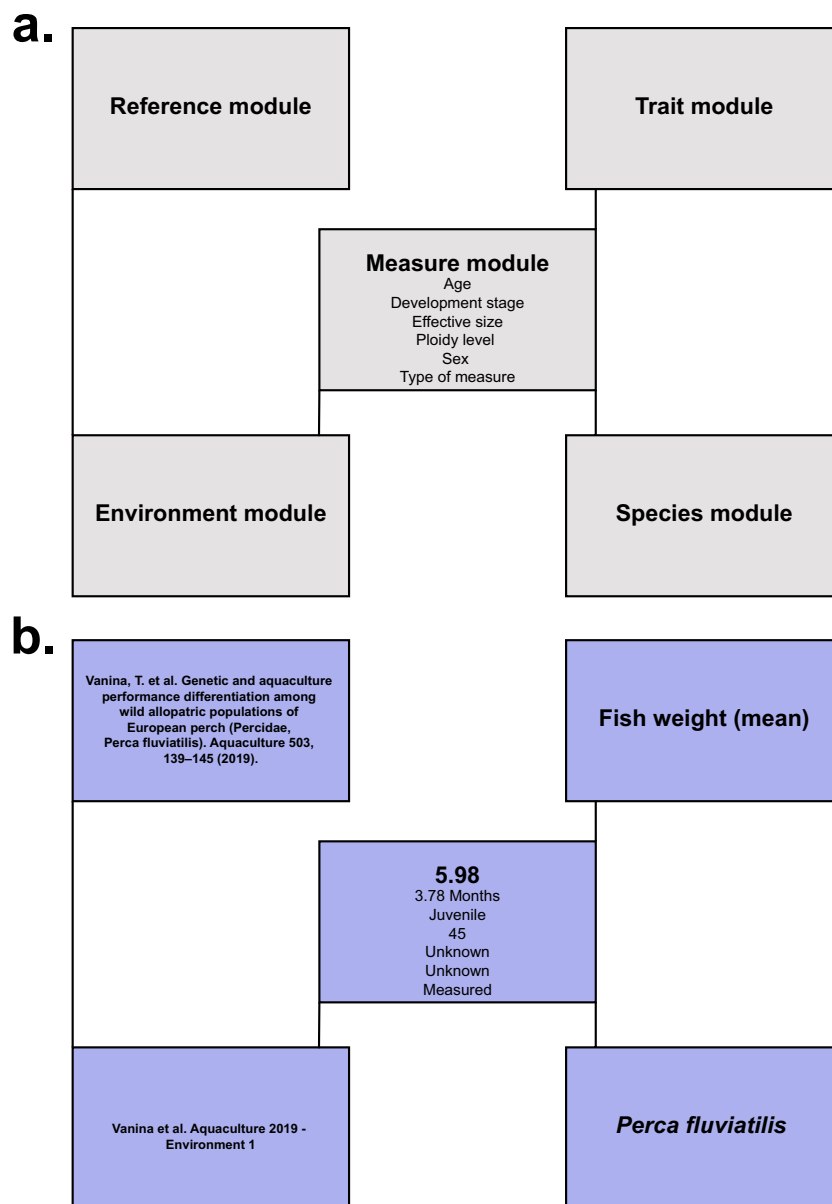 a.
Reference module
Trait module
Measure module
Age
Development stage
Effective size
Ploidy level
Sex
Type of measure
Environment module
Species module
b.
Vanina, T. et al. Genetic and aquaculture
performance differentiation among
wild allopatric populations of
European perch (Percidae,
Perca fluviatilis). Aquaculture 503,
139–145 (2019).
Fish weight (mean)
5.98
3.78 Months
Juvenile
45
Unknown
Unknown
Measured
Vanina et al. Aquaculture 2019 -
Environment 1
Perca fluviatilis